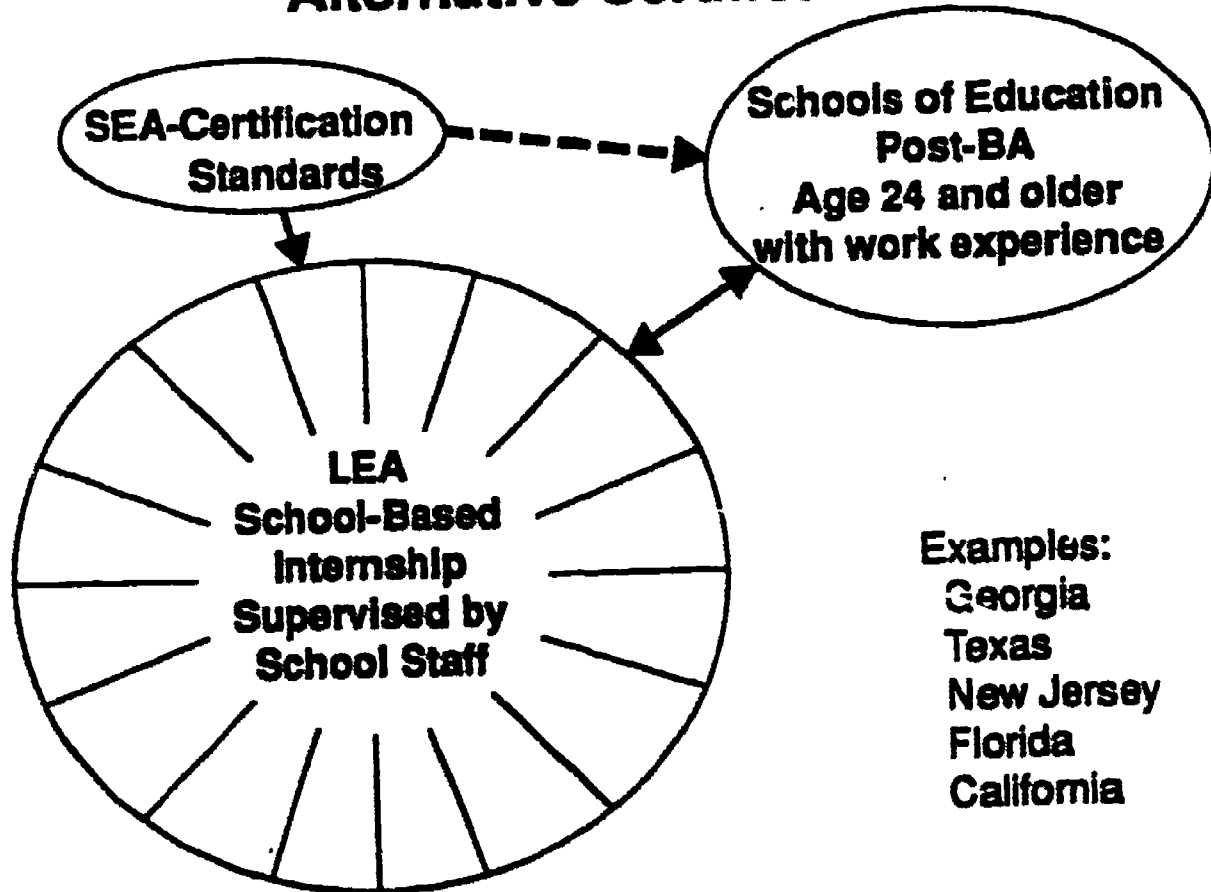 Alternative
SEA-Certification
Standards
Schools of Education
Post-BA
Age 24 and older
with work experience
LEA
School-Based
Internship
Supervised by
School Staff
Examples:
Georgia
Texas
New Jersey
Florida
California